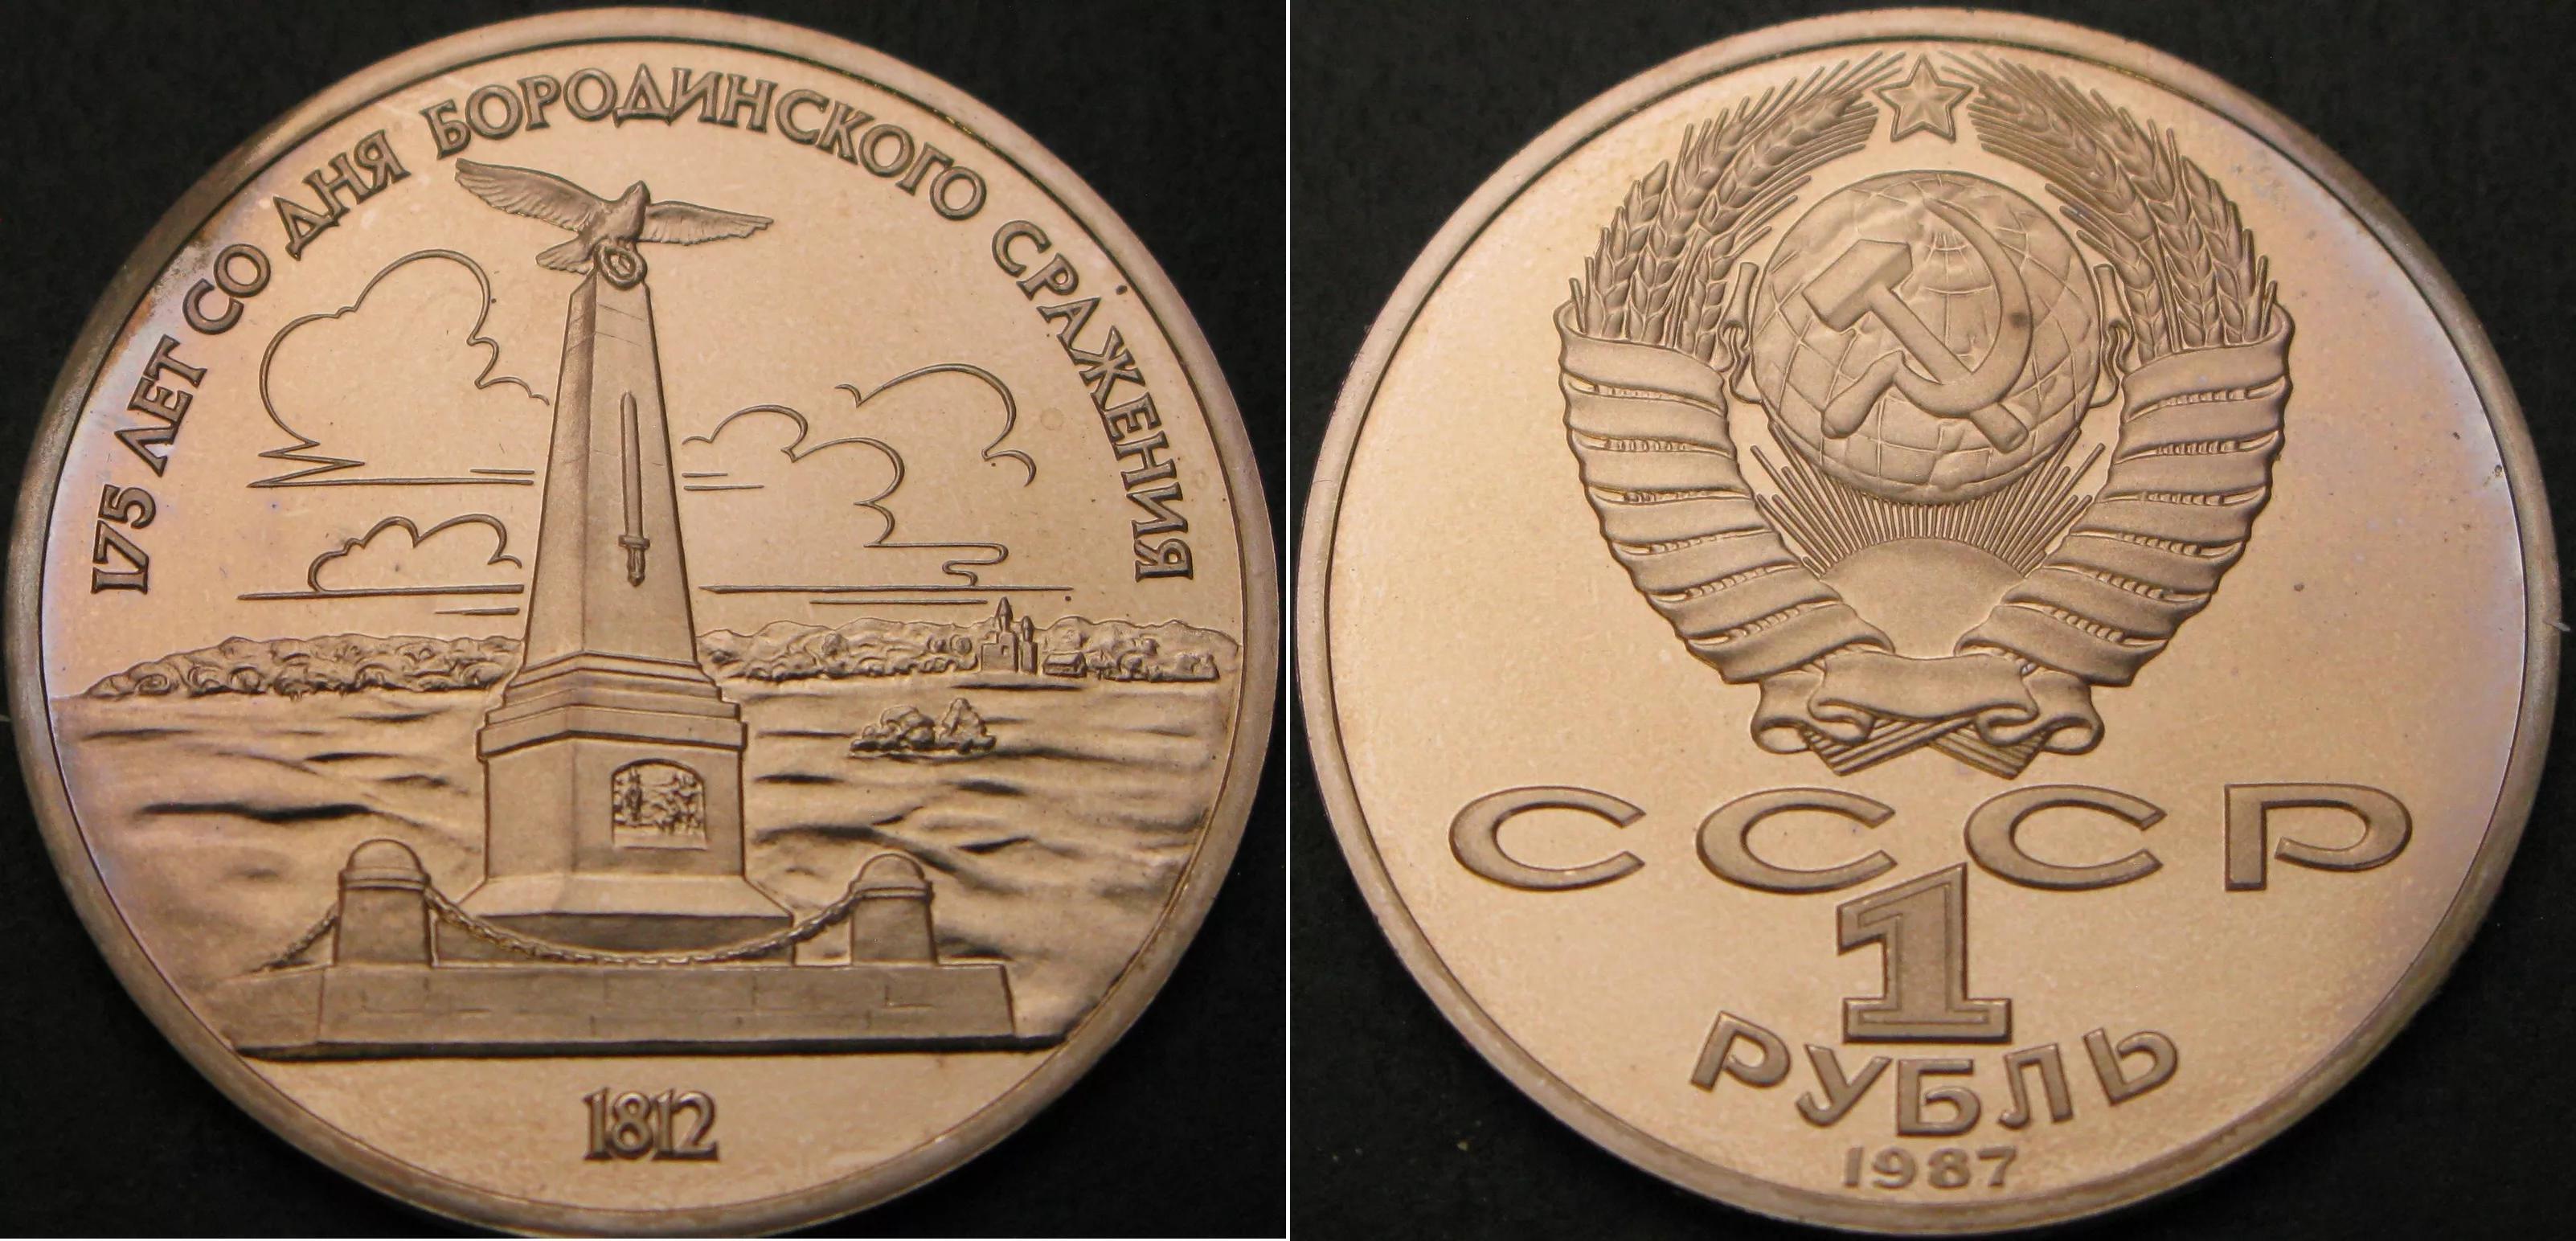 175 ЛЕТ СО ДНЯ БОРОДИНСКОГО СРАЖЕНИЯ
1812
СССР
1
РУБЛЬ
1987